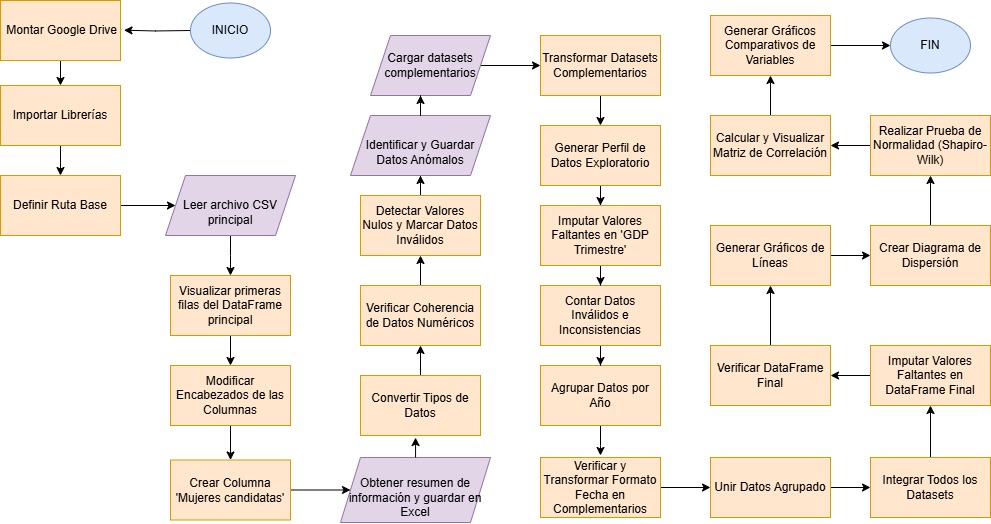 INICIO
Montar Google Drive
Importar Librerías
Definir Ruta Base
Leer archivo CSV
principal
Visualizar primeras
filas del DataFrame
principal
Modificar
Encabezados de las
Columnas
Crear Columna
'Mujeres candidatas'
Obtener resumen de
información y guardar en
Excel
Convertir Tipos de
Datos
Verificar Coherencia
de Datos Numéricos
Detectar Valores
Nulos y Marcar Datos
Inválidos
Identificar y Guardar
Datos Anómalos
Cargar datasets
complementarios
Transformar Datasets
Complementarios
Generar Perfil de
Datos Exploratorio
Imputar Valores
Faltantes en 'GDP
Trimestre'
Contar Datos
Inválidos e
Inconsistencias
Agrupar Datos por
Año
Verificar y
Transformar Formato
Fecha en
Complementarios
Unir Datos Agrupado
Integrar Todos los
Datasets
Imputar Valores
Faltantes en
DataFrame Final
Verificar DataFrame
Final
Generar Gráficos de
Líneas
Crear Diagrama de
Dispersión
Realizar Prueba de
Normalidad (Shapiro-
Wilk)
Calcular y Visualizar
Matriz de Correlación
Generar Gráficos
Comparativos de
Variables
FIN